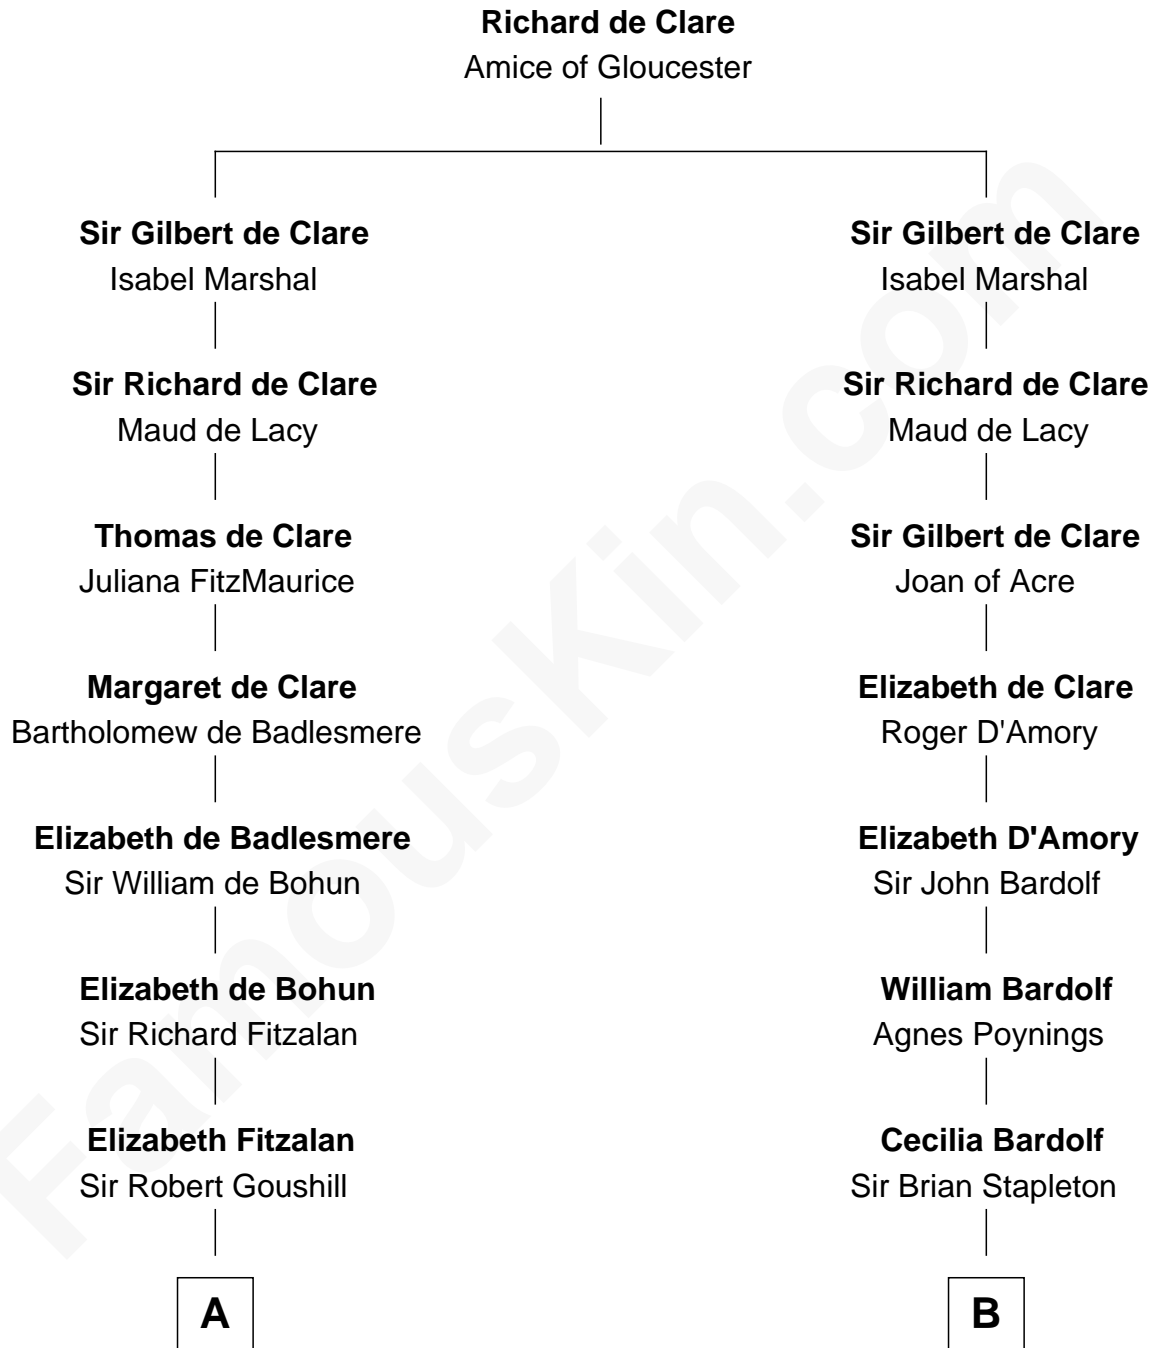 Richard de Clare
Amice of Gloucester
Sir Gilbert de Clare
Isabel Marshal
Sir Richard de Clare
Maud de Lacy
Thomas de Clare
Juliana FitzMaurice
Margaret de Clare
Bartholomew de Badlesmere
Elizabeth de Badlesmere
Sir William de Bohun
Elizabeth de Bohun
Sir Richard Fitzalan
Elizabeth Fitzalan
Sir Robert Goushill
A
Sir Gilbert de Clare
Isabel Marshal
Sir Richard de Clare
Maud de Lacy
Sir Gilbert de Clare
Joan of Acre
Elizabeth de Clare
Roger D'Amory
Elizabeth D'Amory
Sir John Bardolf
William Bardolf
Agnes Poynings
Cecilia Bardolf
Sir Brian Stapleton
B
FamousKin.com